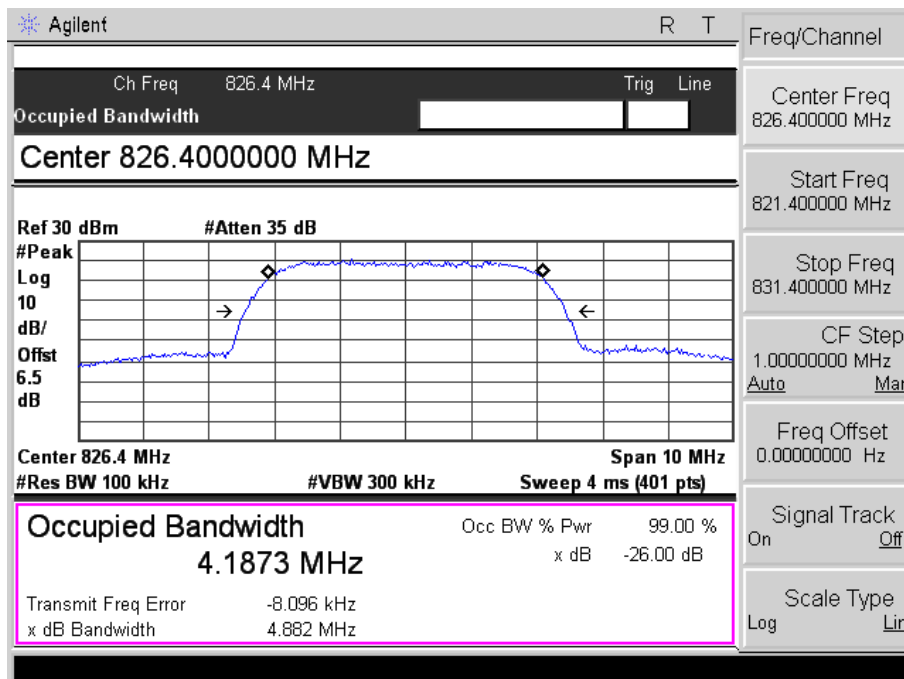 Agilent R T
Freq/Channel
Ch Freq 826.4 MHz Trig Line
Occupied Bandwidth
Center 826.4000000 MHz
Ref 30 dBm #Atten 35 dB
#Peak
Log
10
dB/
Offst
6.5
dB
Center 826.4 MHz Span 10 MHz
#Res BW 100 kHz #VBW 300 kHz Sweep 4 ms (401 pts)
Occupied Bandwidth
4.1873 MHz
Occ BW % Pwr 99.00 %
x dB -26.00 dB
Transmit Freq Error -8.096 kHz
x dB Bandwidth 4.882 MHz
Center Freq
826.400000 MHz
Start Freq
821.400000 MHz
Stop Freq
831.400000 MHz
CF Step
1.00000000 MHz
Auto Mar
Freq Offset
0.00000000 Hz
Signal Track
On Off
Scale Type
Log Lin